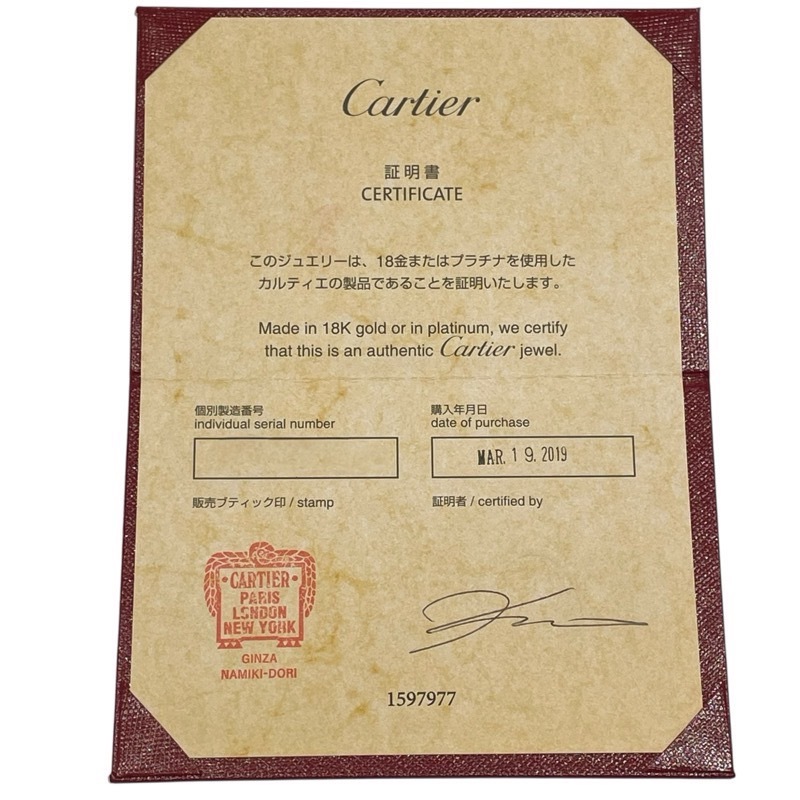 Cartier
証明書
CERTIFICATE
このジュエリーは、18金またはプラチナを使用した
カルティエの製品であることを証明いたします。
Made in 18K gold or in platinum, we certify
that this is an authentic Cartier jewel.
個別製造番号
individual serial number
購入年月日
date of purchase
MAR. 19. 2019
販売ブティック印 / stamp
証明者 / certified by
·CARTIER·
PARIS
LONDON
NEW YORK
GINZA
NAMIKI-DORI
1597977